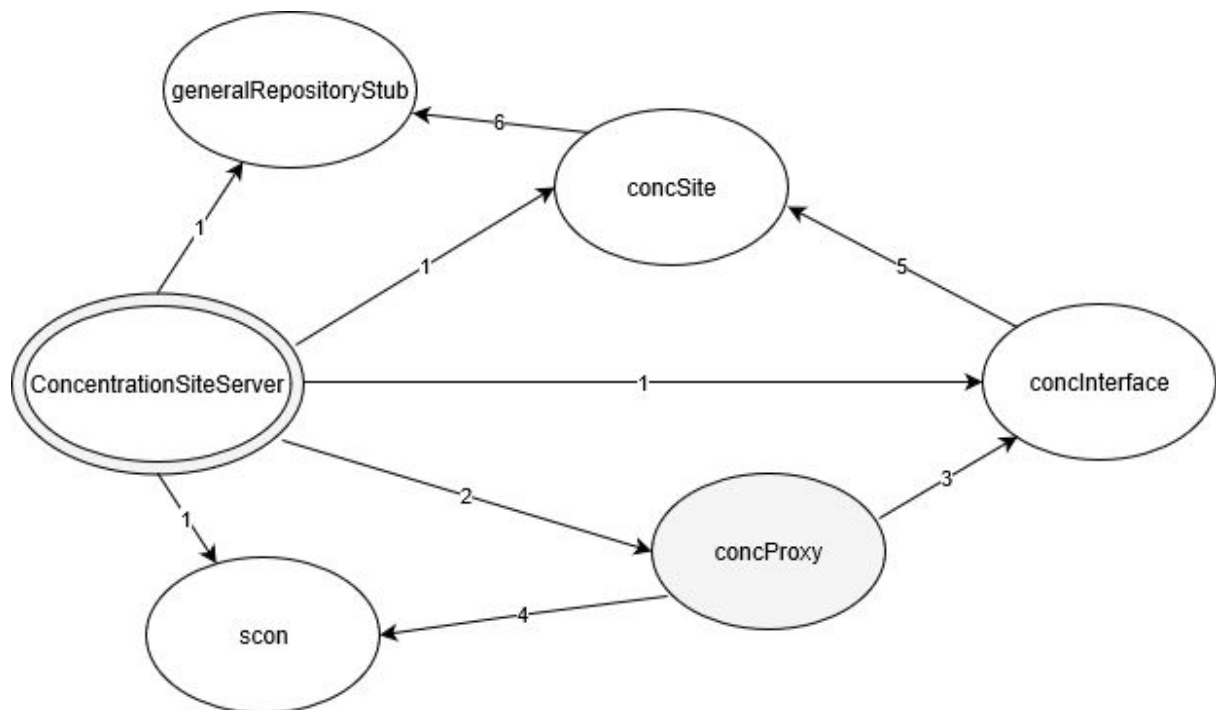 generalRepositoryStub
6
concSite
1
1
5
ConcentrationSiteServer
1
concInterface
2
3
1
concProxy
4
scon